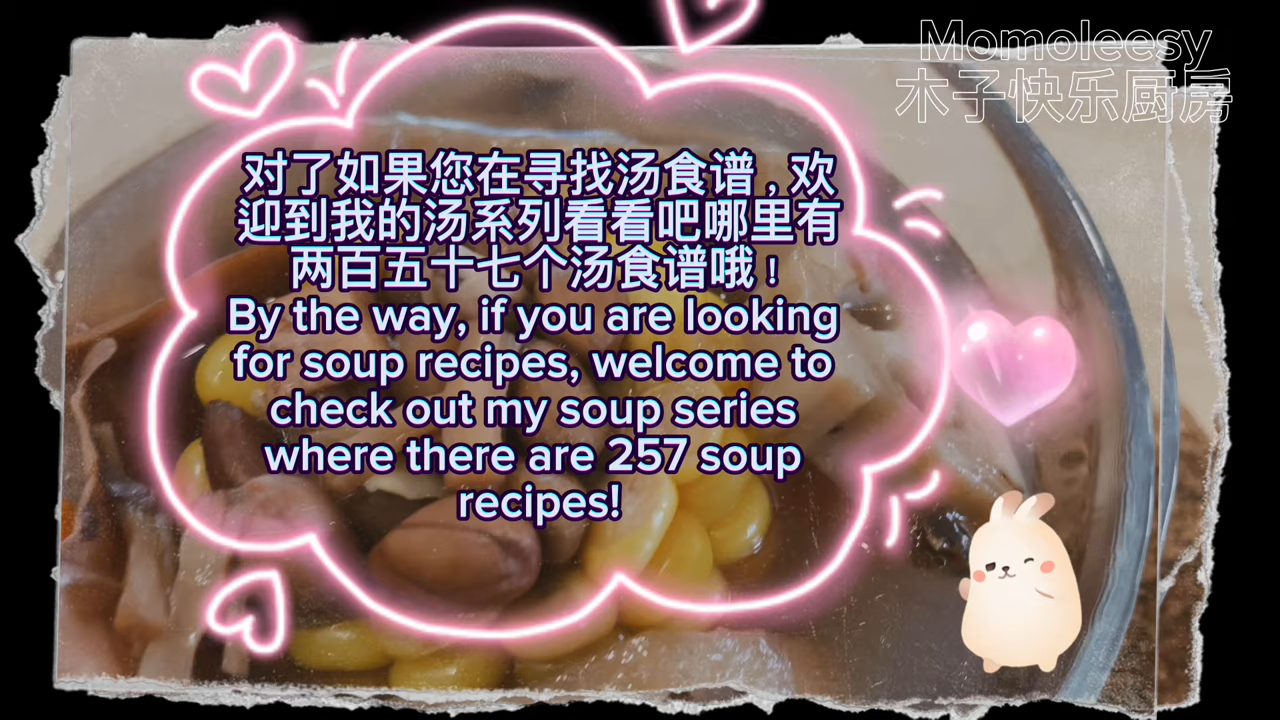 Momoleesy
木子快乐厨房
对了如果您在寻找汤食谱，欢
迎到我的汤系列看看吧哪里有
两百五十七个汤食谱哦！
By the way, if you are looking
for soup recipes, welcome to
check out my soup series
where there are 257 soup
recipes!